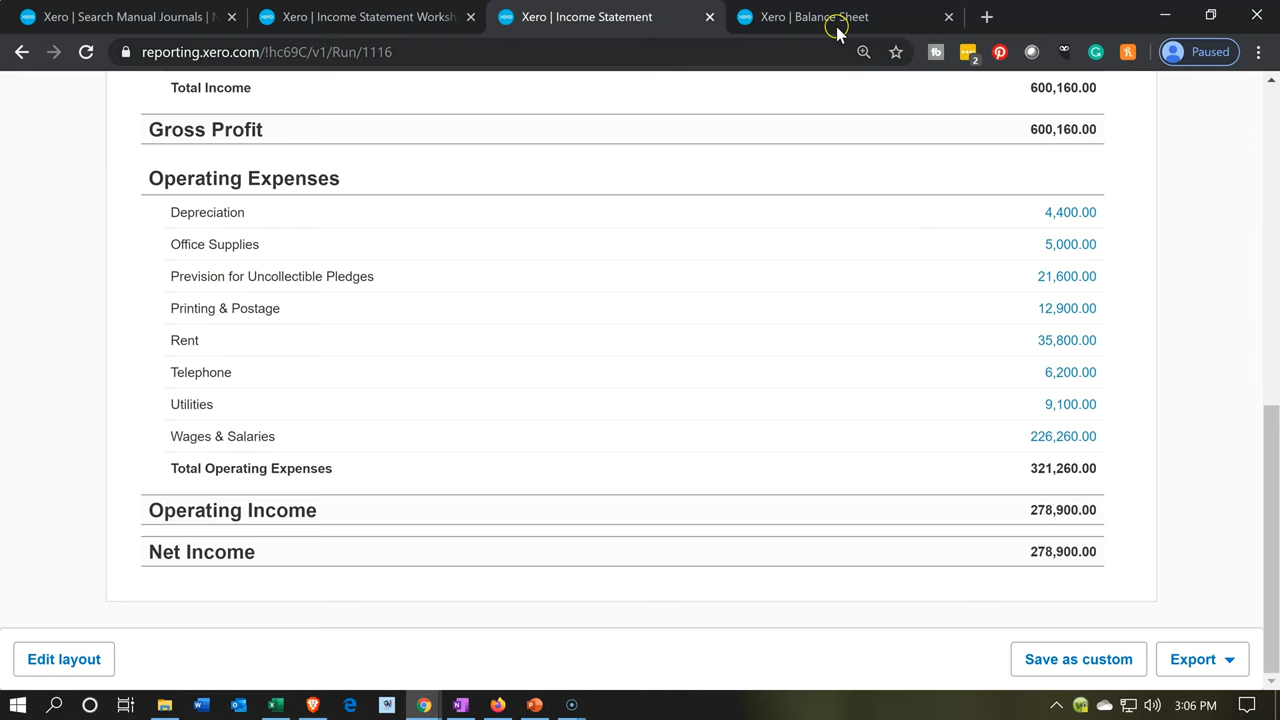 Xero | Search Manual Journals | N
Xero | Income Statement Worksh
Xero | Income Statement
Xero | Balance Sheet
reporting.xero.com/!hc69C/v1/Run/1116
2
Paused
Total Income 600,160.00
Gross Profit 600,160.00
Operating Expenses
Depreciation 4,400.00
Office Supplies 5,000.00
Prevision for Uncollectible Pledges 21,600.00
Printing & Postage 12,900.00
Rent 35,800.00
Telephone 6,200.00
Utilities 9,100.00
Wages & Salaries 226,260.00
Total Operating Expenses 321,260.00
Operating Income 278,900.00
Net Income 278,900.00
Edit layout Save as custom Export
3:06 PM